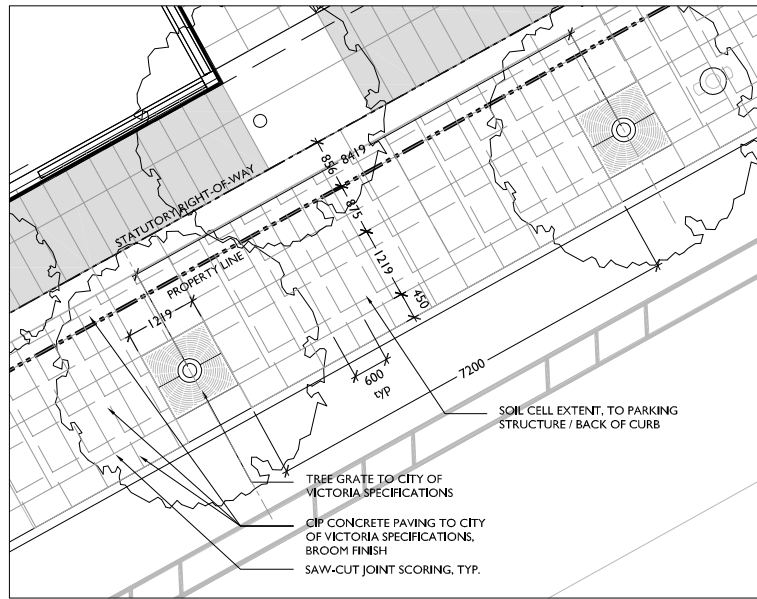 STATUTORY RIGHT-OF-WAY
856
8419
875
PROPERTY LINE
1219
1219
450
600
typ
7200
SOIL CELL EXTENT, TO PARKING
STRUCTURE / BACK OF CURB
TREE GRATE TO CITY OF
VICTORIA SPECIFICATIONS
CIP CONCRETE PAVING TO CITY
OF VICTORIA SPECIFICATIONS,
BROOM FINISH
SAW-CUT JOINT SCORING, TYP.